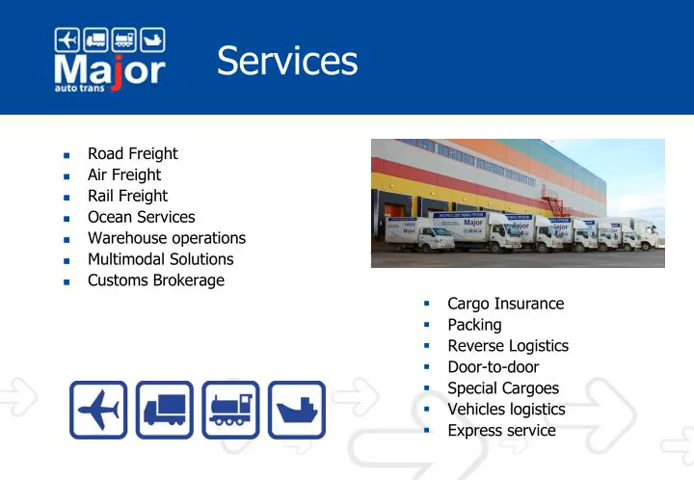 Major
auto trans
Services
Road Freight
Air Freight
Rail Freight
Ocean Services
Warehouse operations
Multimodal Solutions
Customs Brokerage
Major
Cargo Insurance
Packing
Reverse Logistics
Door-to-door
Special Cargoes
Vehicles logistics
Express service